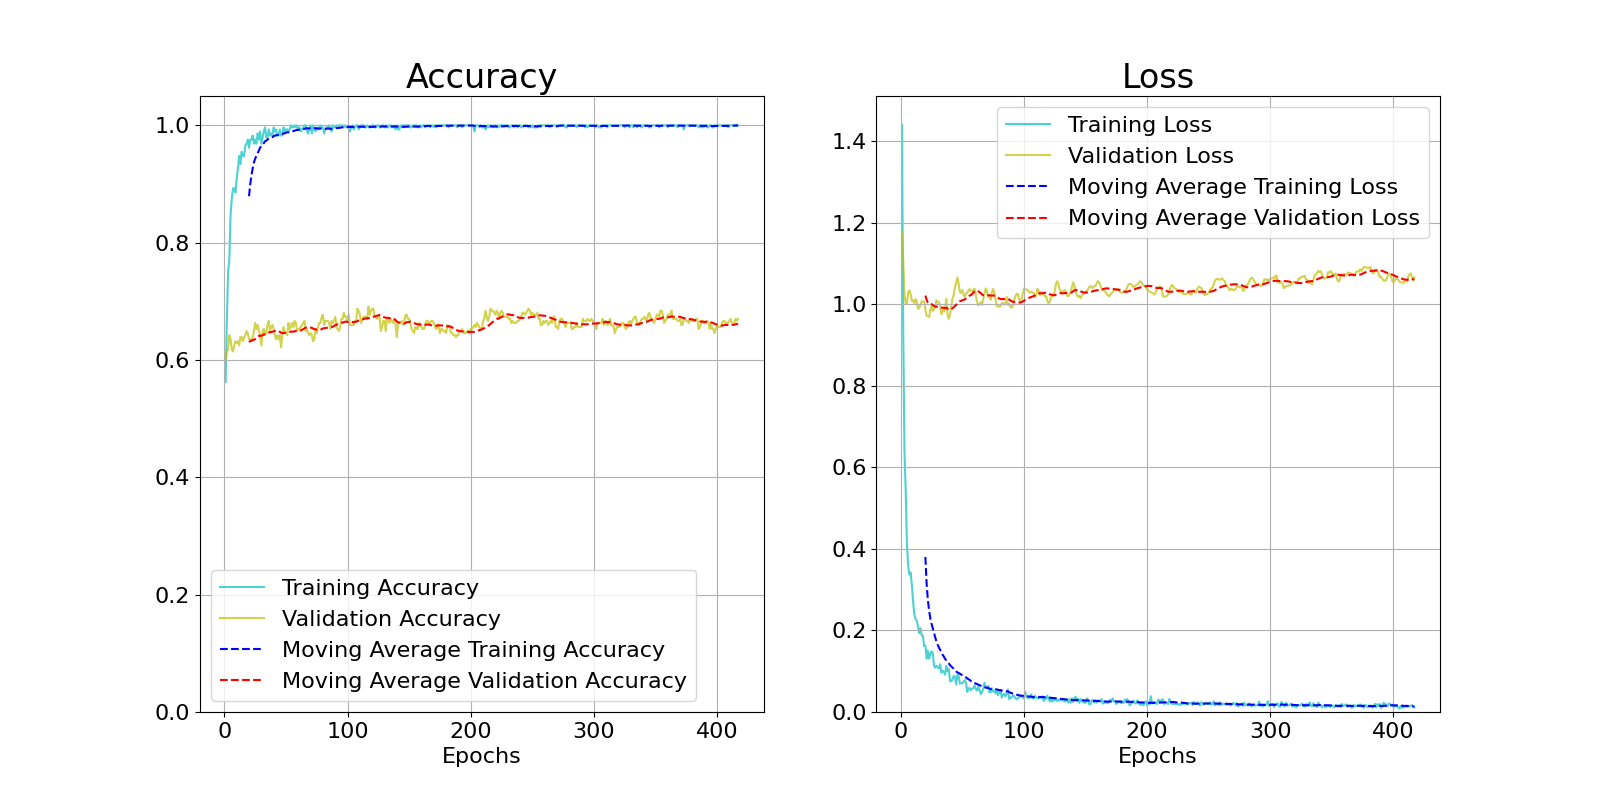 Accuracy
1.0
0.8
0.6
0.4
0.2
0.0
Training Accuracy
Validation Accuracy
Moving Average Training Accuracy
Moving Average Validation Accuracy
0 100 200 300 400
Epochs
Loss
1.4
1.2
1.0
0.8
0.6
0.4
0.2
0.0
Training Loss
Validation Loss
Moving Average Training Loss
Moving Average Validation Loss
0 100 200 300 400
Epochs